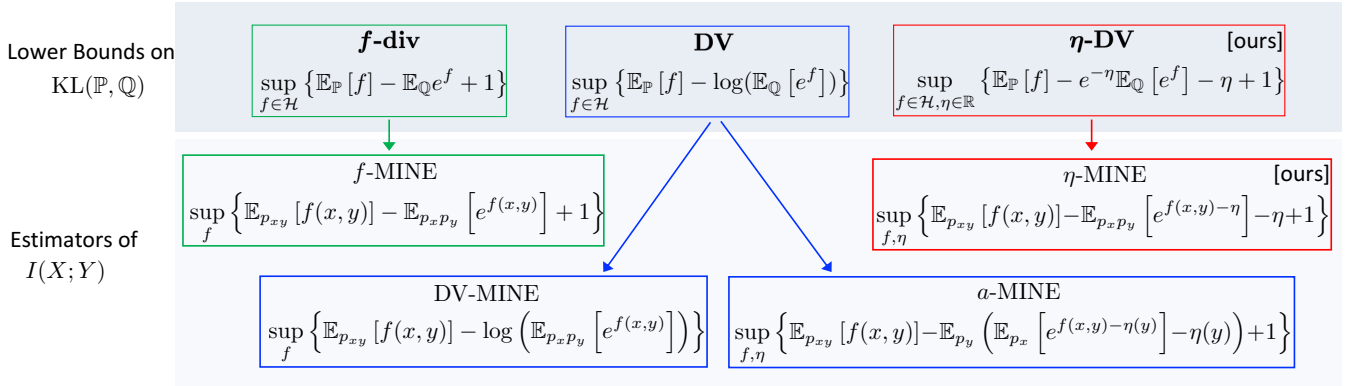 Lower Bounds on
KL(ℙ, ℚ)
f-div
sup_{f∈ℋ} {𝔼_ℙ [f] − 𝔼_ℚ e^f + 1}
DV
sup_{f∈ℋ} {𝔼_ℙ [f] − log(𝔼_ℚ [e^f])}
η-DV [ours]
sup_{f∈ℋ,η∈ℝ} {𝔼_ℙ [f] − e^{−η}𝔼_ℚ [e^f] − η + 1}
Estimators of
I(X;Y)
f-MINE
sup_f {𝔼_{p_{xy}} [f(x, y)] − 𝔼_{p_x p_y} [e^{f(x,y)}] + 1}
η-MINE [ours]
sup_{f,η} {𝔼_{p_{xy}} [f(x, y)]−𝔼_{p_x p_y} [e^{f(x,y)−η}]−η+1}
DV-MINE
sup_f {𝔼_{p_{xy}} [f(x, y)] − log (𝔼_{p_x p_y} [e^{f(x,y)}])}
a-MINE
sup_{f,η} {𝔼_{p_{xy}} [f(x, y)]−𝔼_{p_y} (𝔼_{p_x} [e^{f(x,y)−η(y)}]−η(y))+1}